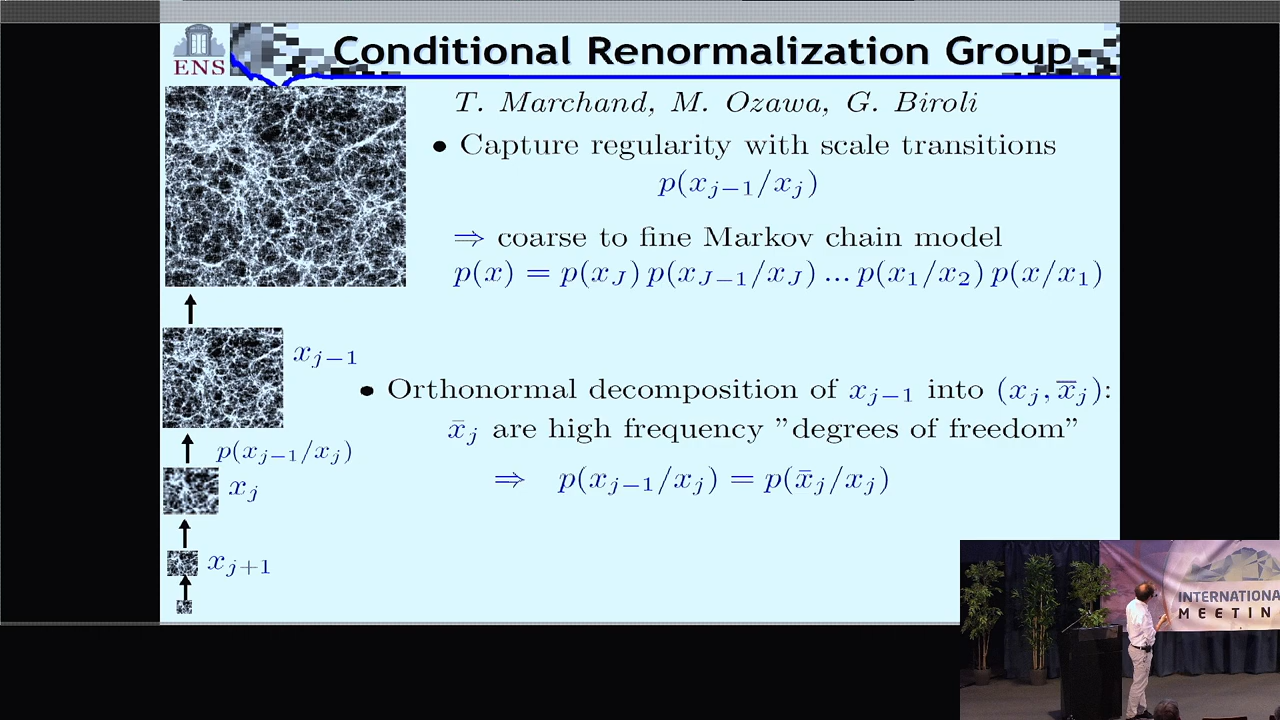 ENS
Conditional Renormalization Group
T. Marchand, M. Ozawa, G. Biroli
• Capture regularity with scale transitions
p(x_{j−1}/x_j)
⇒ coarse to fine Markov chain model
p(x) = p(x_J) p(x_{J−1}/x_J) ... p(x_1/x_2) p(x/x_1)
x_{j−1}
• Orthonormal decomposition of x_{j−1} into (x_j, x̅_j):
x̄_j are high frequency "degrees of freedom"
p(x_{j−1}/x_j)
⇒ p(x_{j−1}/x_j) = p(x̄_j/x_j)
x_j
x_{j+1}
INTERNATIONA
MEETIN